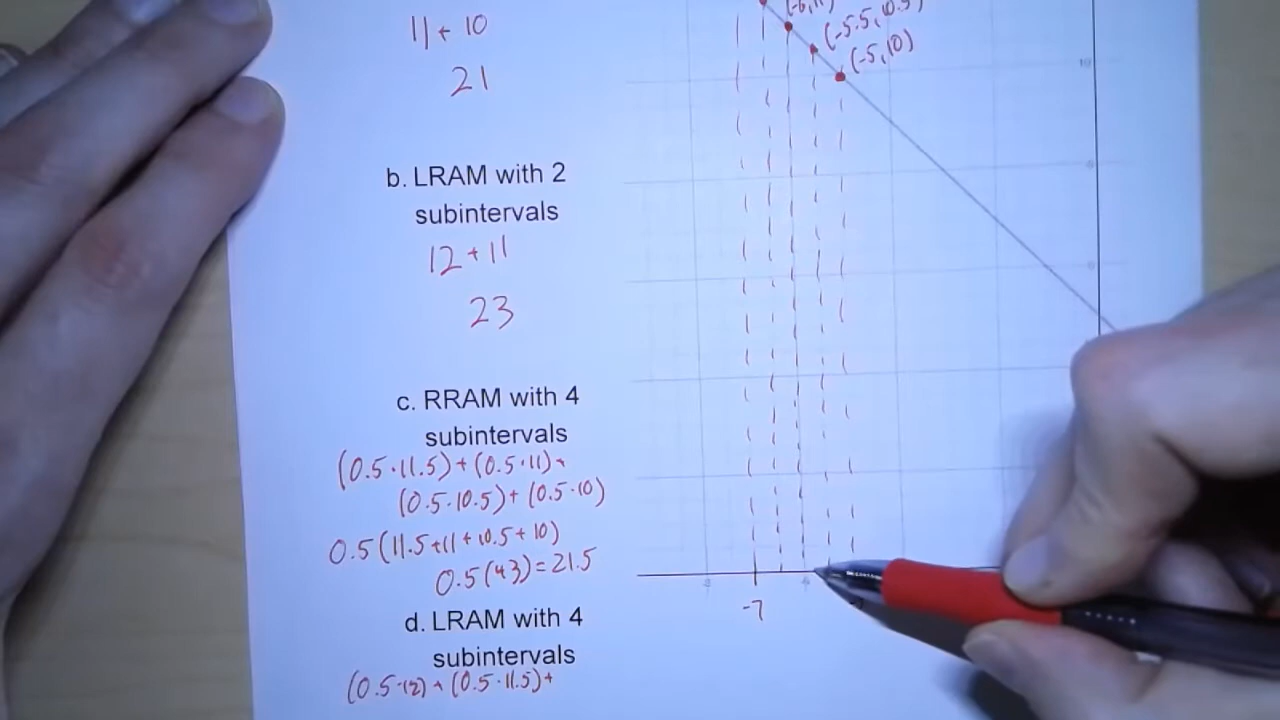 11 + 10
21
b. LRAM with 2
subintervals
12 + 11
23
c. RRAM with 4
subintervals
(0.5·11.5) + (0.5·11) +
(0.5·10.5) + (0.5·10)
0.5(11.5+11+10.5+10)
0.5(43)=21.5
d. LRAM with 4
subintervals
(0.5·12) + (0.5·11.5)+
(-6,11)
(-5.5,10.5)
(-5,10)
10
-7